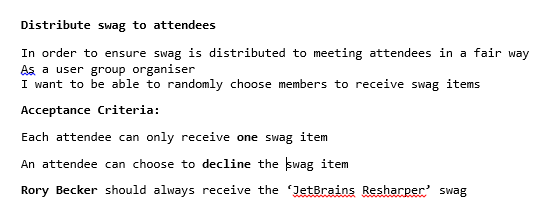 Distribute swag to attendees
In order to ensure swag is distributed to meeting attendees in a fair way
As a user group organiser
I want to be able to randomly choose members to receive swag items
Acceptance Criteria:
Each attendee can only receive one swag item
An attendee can choose to decline the swag item
Rory Becker should always receive the ‘JetBrains Resharper’ swag